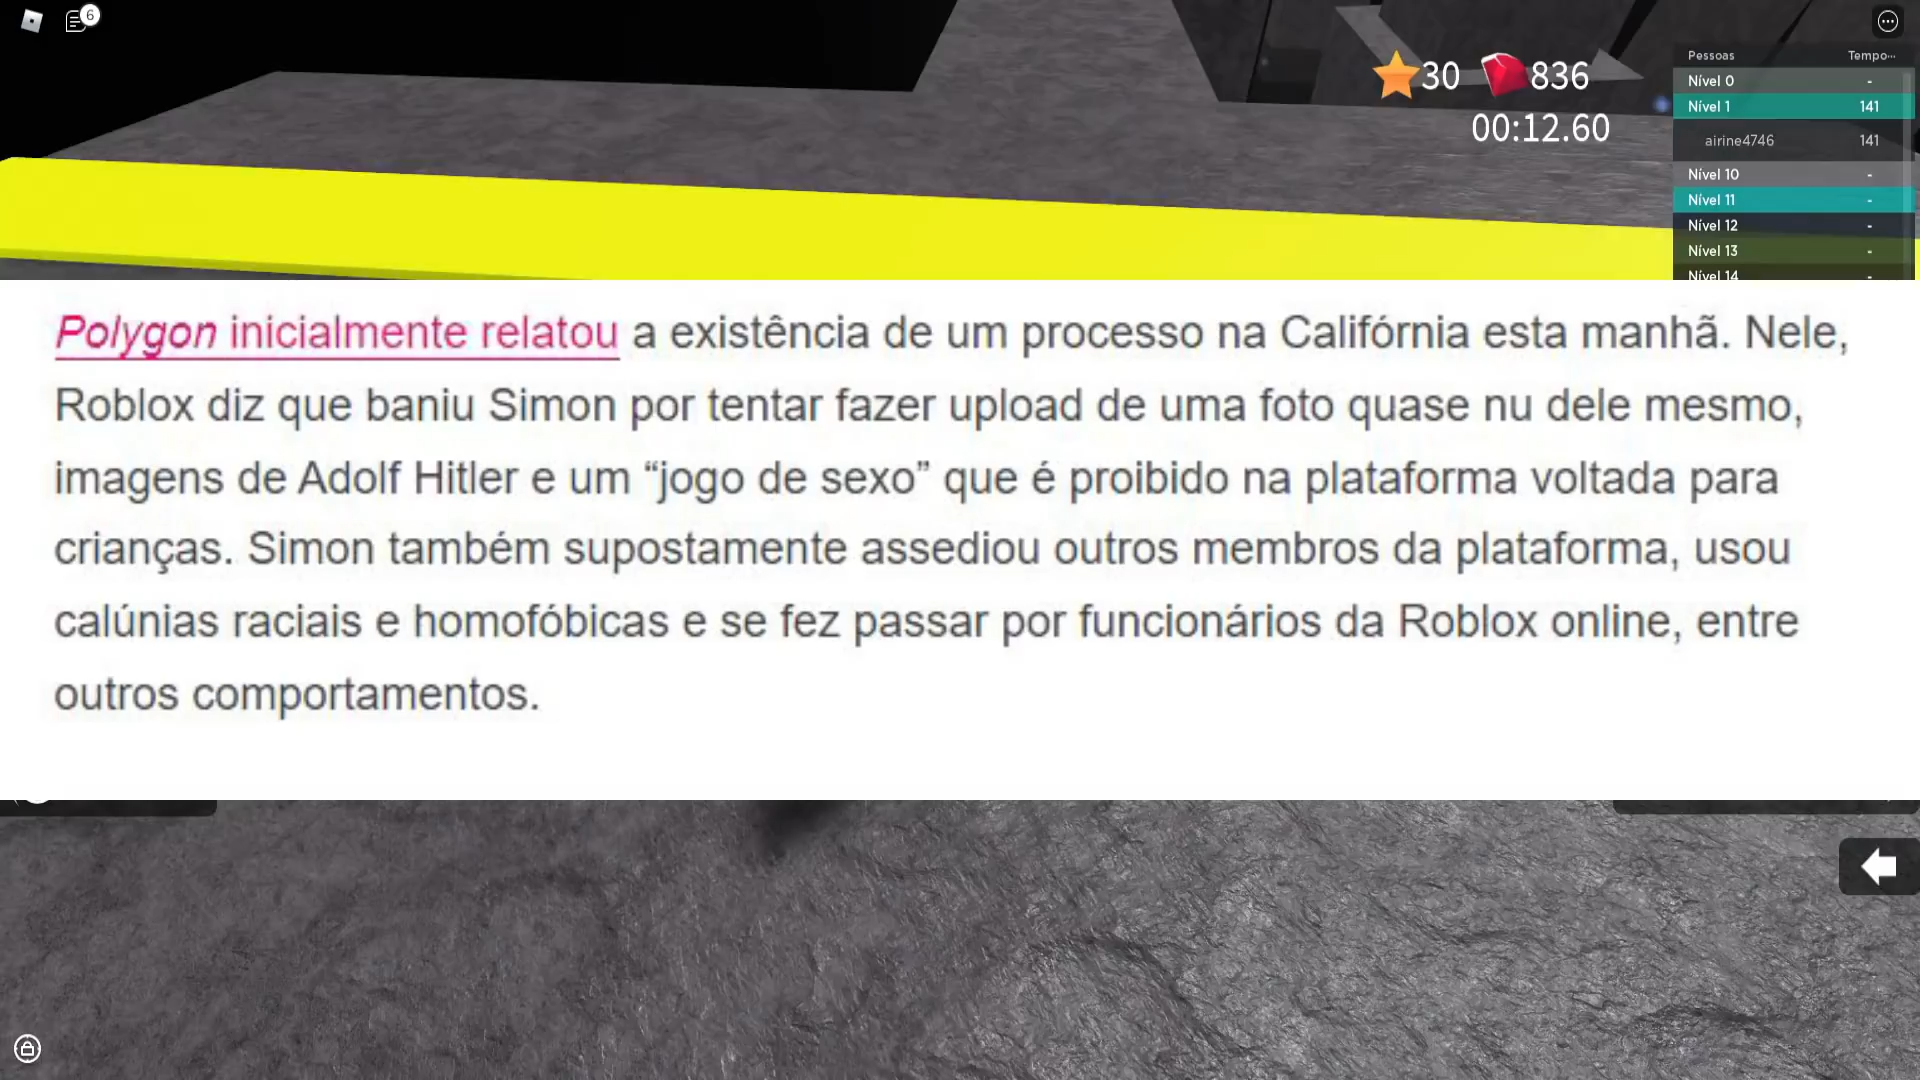 6
30 836
00:12.60
Pessoas Tempo...
Nível 0 -
Nível 1 141
airine4746 141
Nível 10 -
Nível 11 -
Nível 12 -
Nível 13 -
Nível 14 -
Polygon inicialmente relatou a existência de um processo na Califórnia esta manhã. Nele,
Roblox diz que baniu Simon por tentar fazer upload de uma foto quase nu dele mesmo,
imagens de Adolf Hitler e um “jogo de sexo” que é proibido na plataforma voltada para
crianças. Simon também supostamente assediou outros membros da plataforma, usou
calúnias raciais e homofóbicas e se fez passar por funcionários da Roblox online, entre
outros comportamentos.